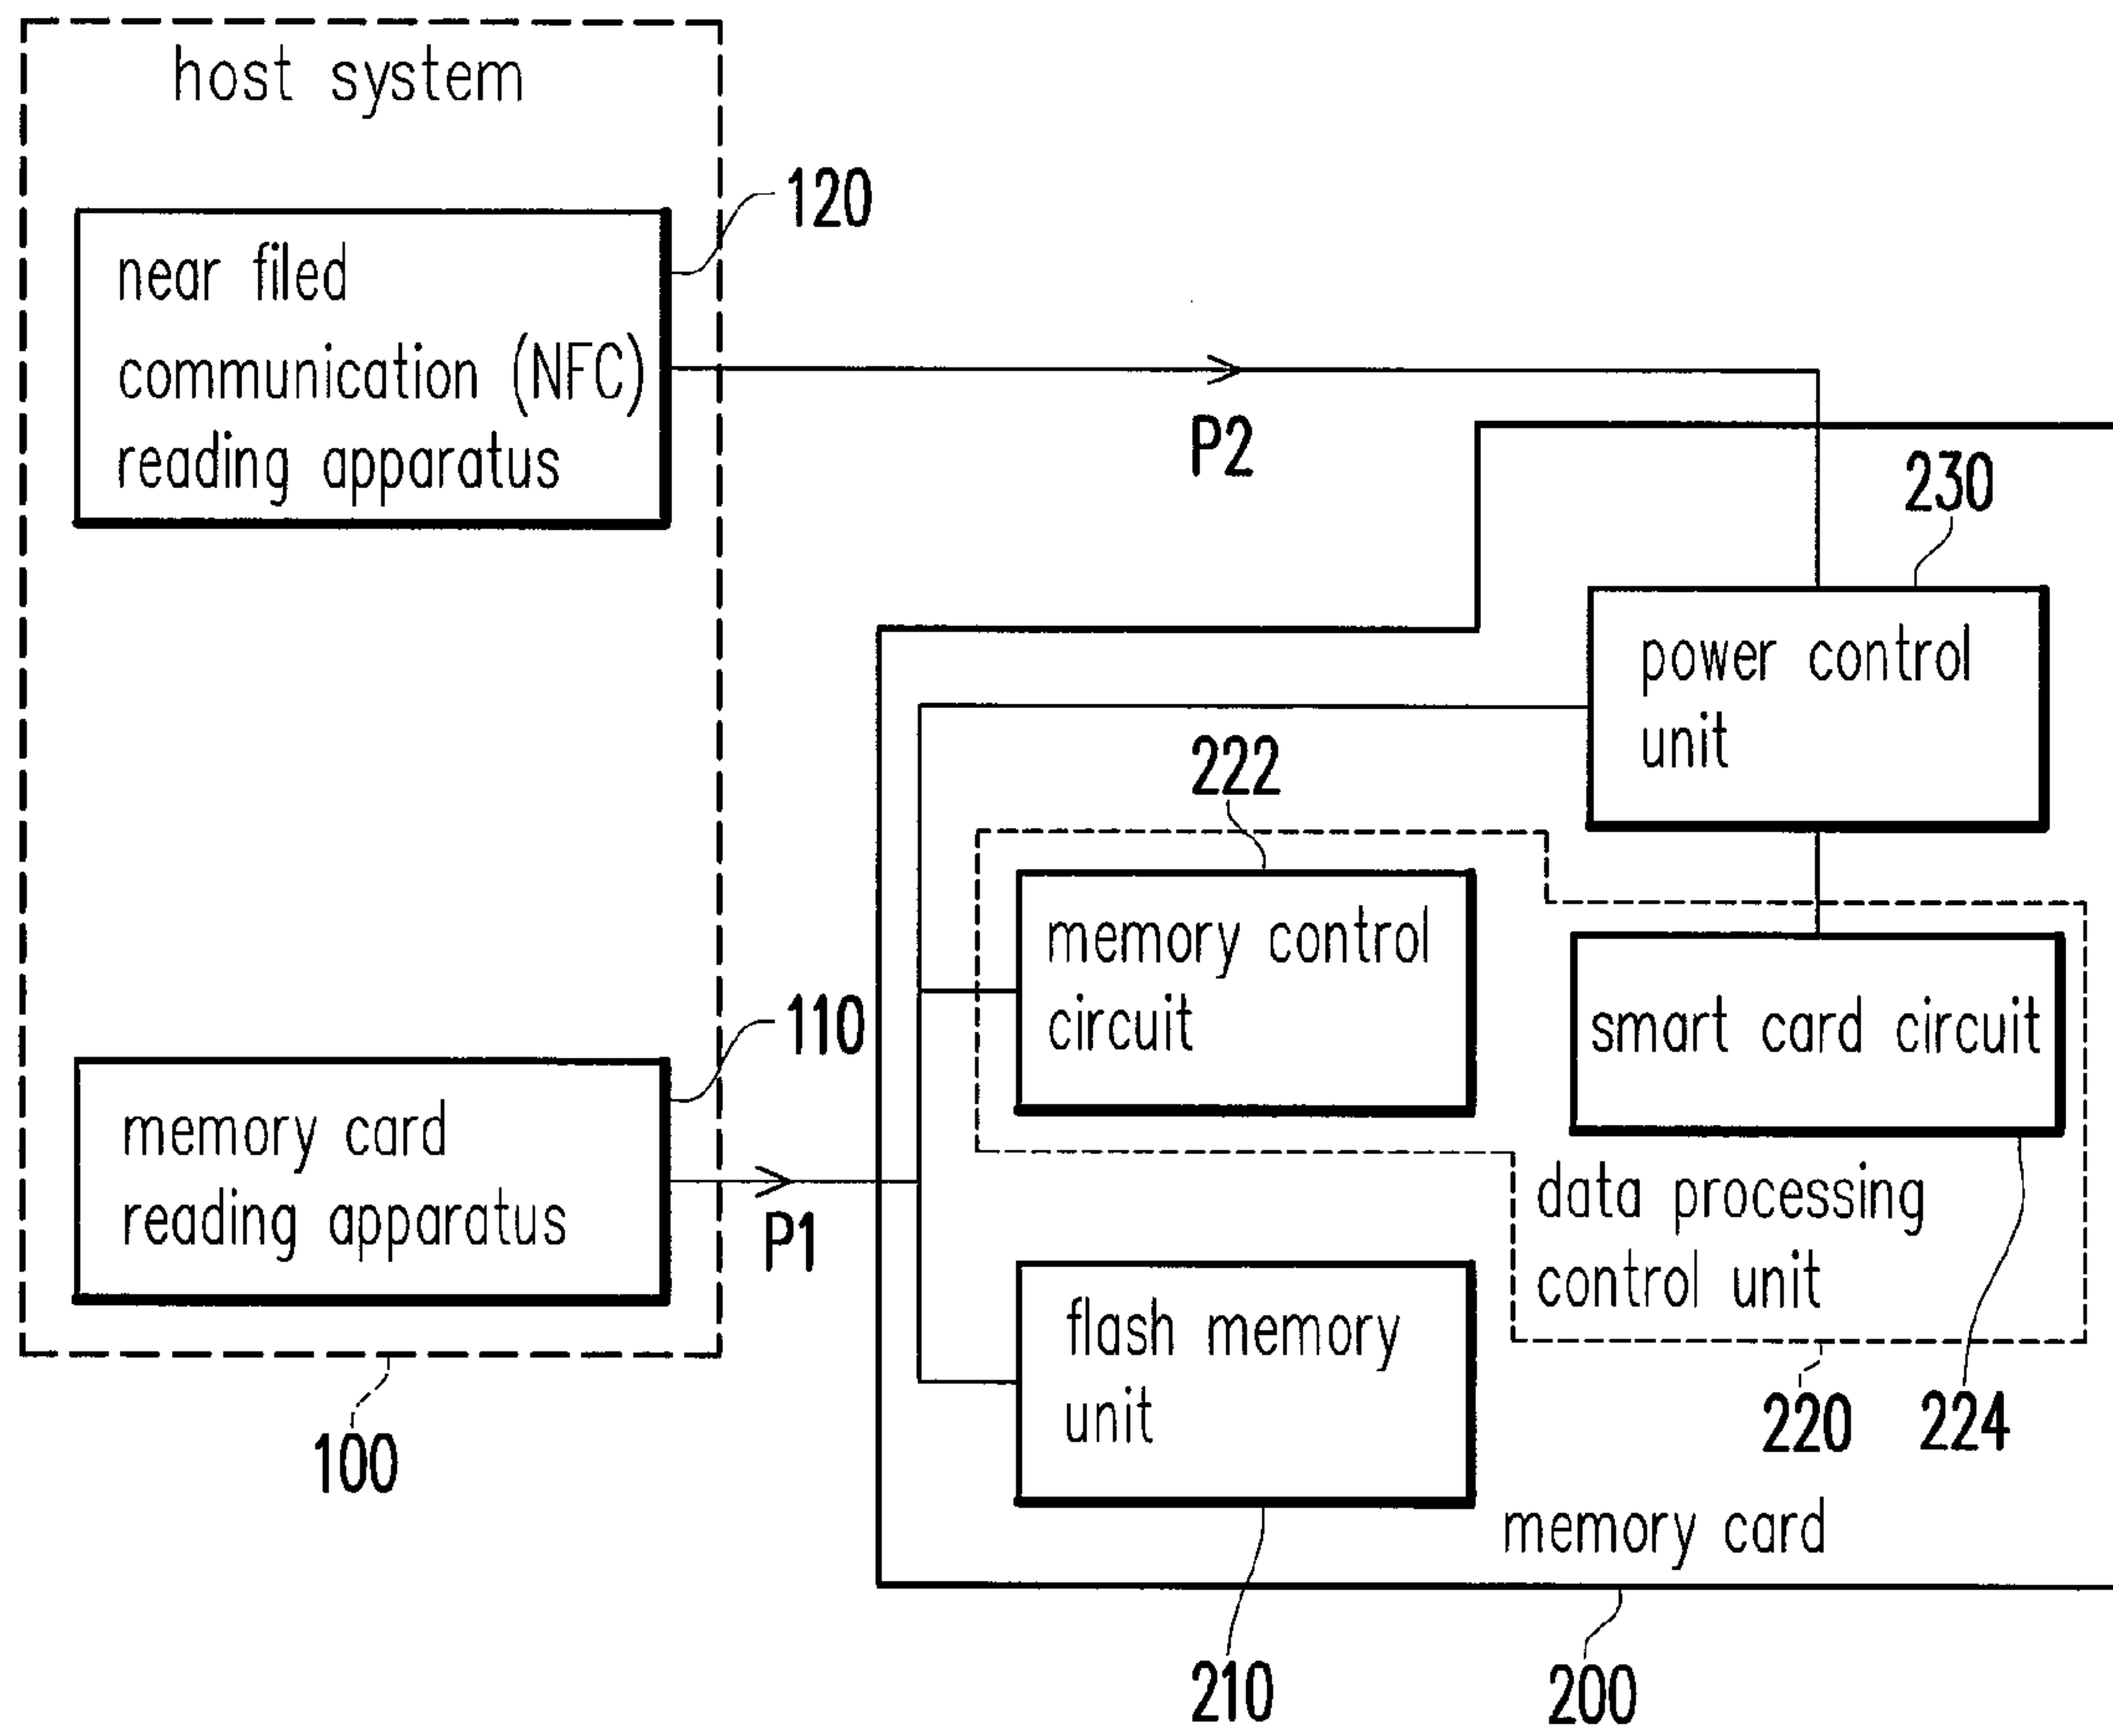 host system
120
near filed
communication (NFC)
reading apparatus
P2
230
power control
unit
222
memory control
circuit
smart card circuit
110
memory card
reading apparatus
P1
data processing
control unit
flash memory
unit
220
224
100
memory card
210
200